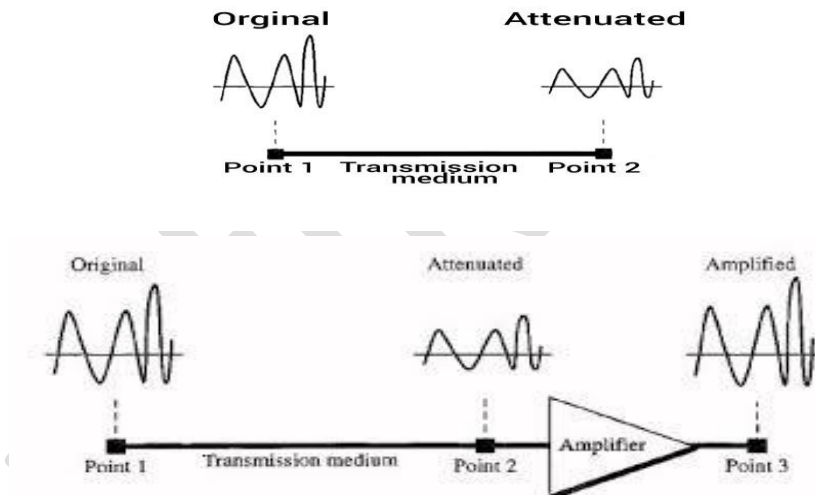 Orginal Attenuated
Point 1 Transmission medium Point 2
Original Attenuated Amplified
Amplifier
Point 1 Transmission medium Point 2 Point 3